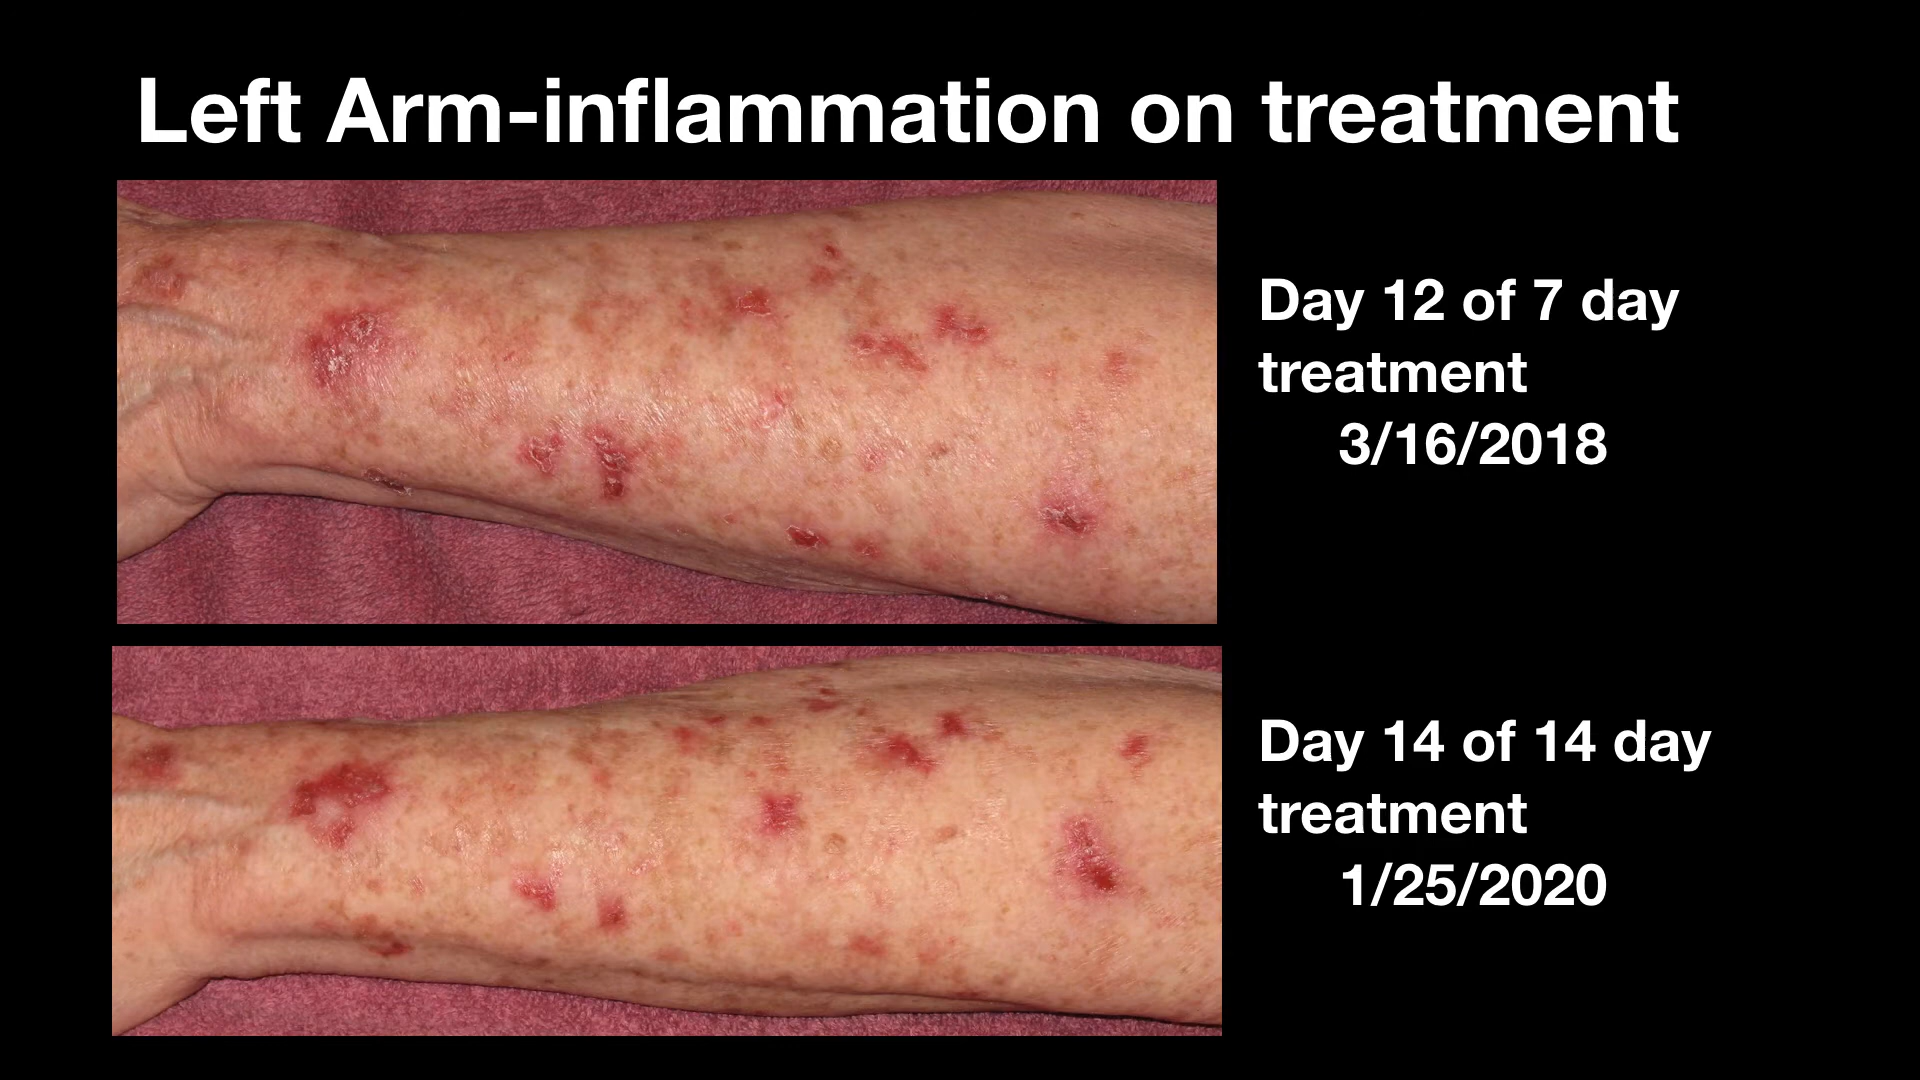 Left Arm-inflammation on treatment
Day 12 of 7 day
treatment
3/16/2018
Day 14 of 14 day
treatment
1/25/2020